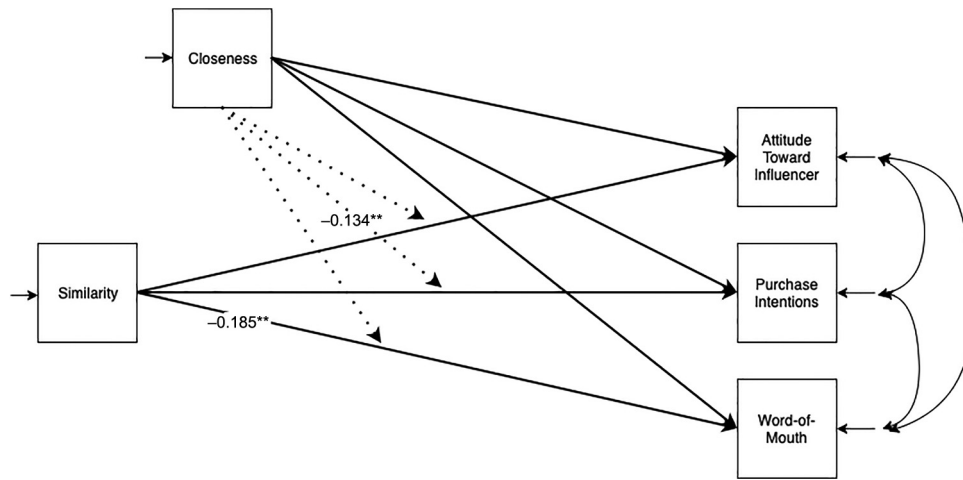 Closeness
Attitude
Toward
Influencer
–0.134**
Similarity
Purchase
Intentions
–0.185**
Word-of-
Mouth